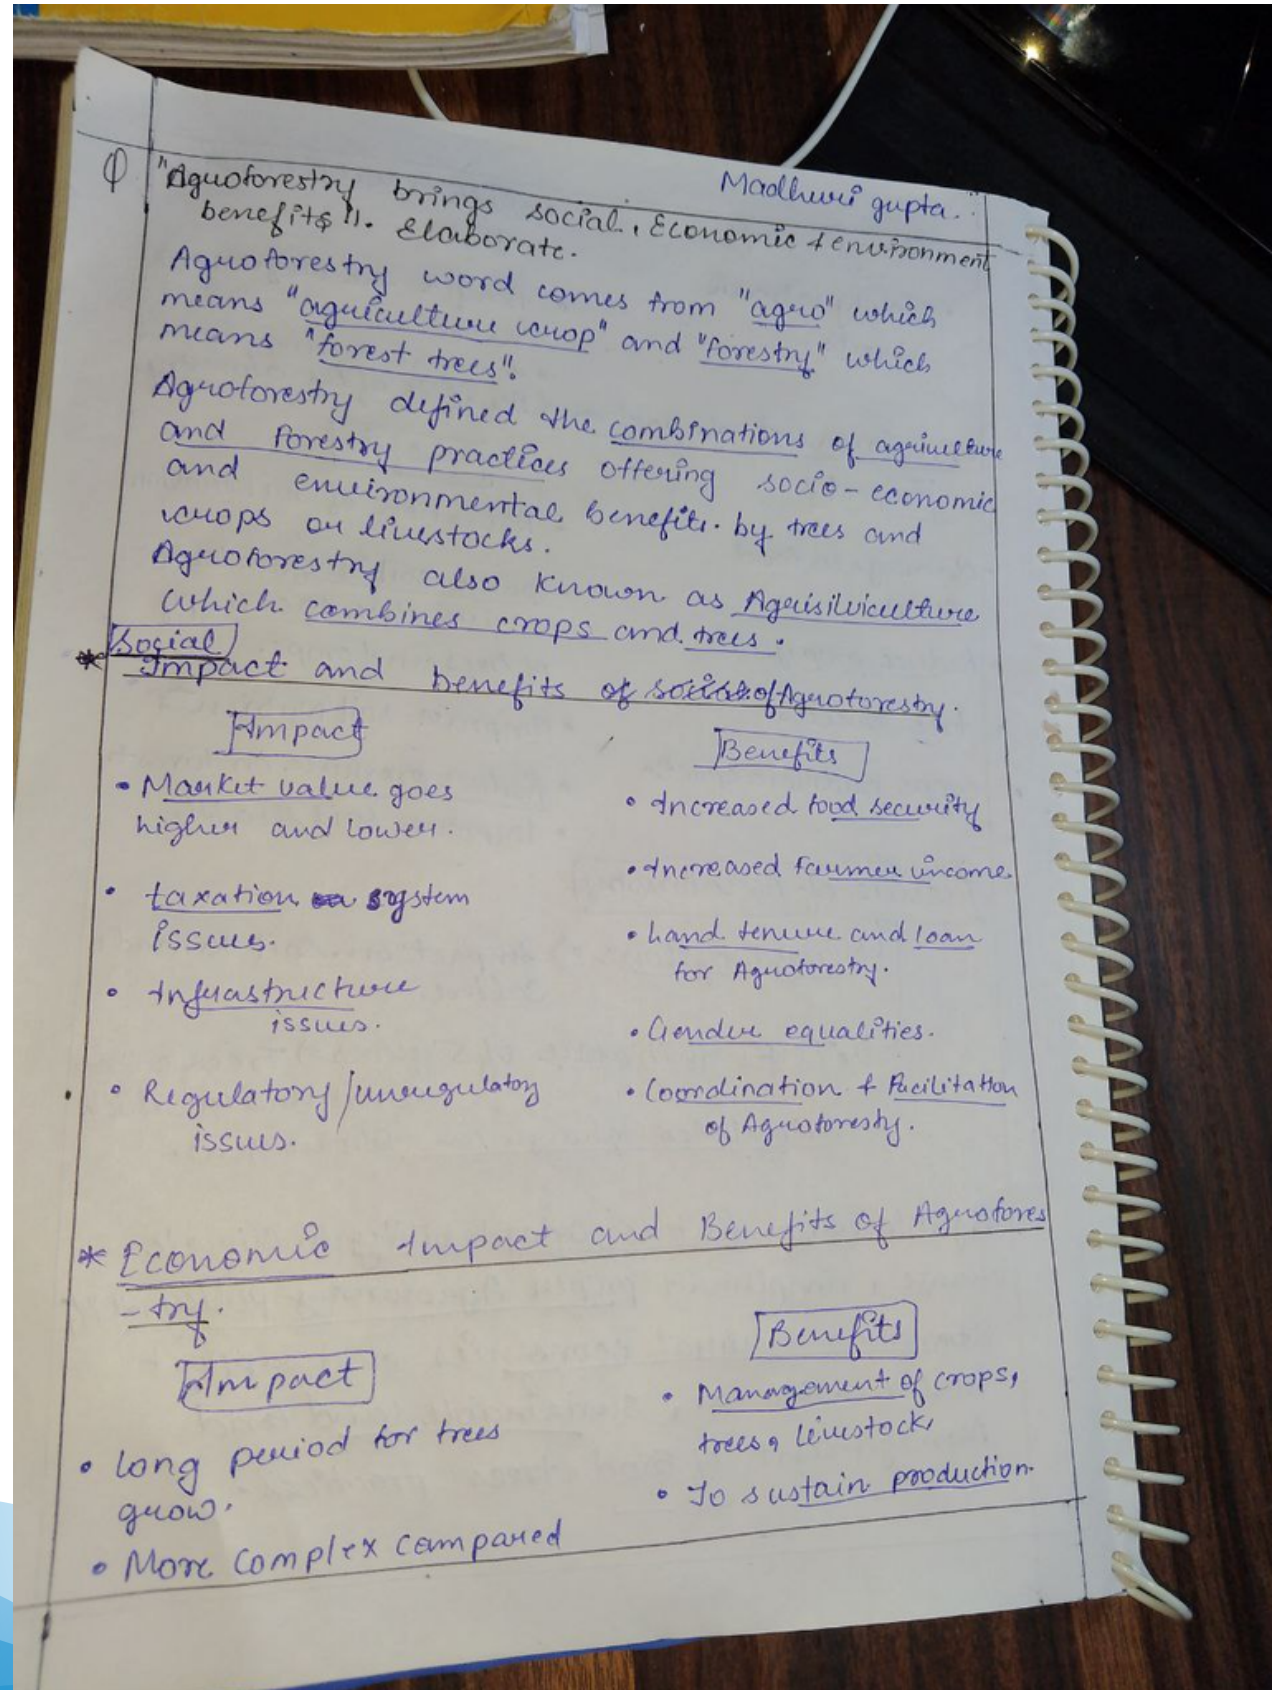 Madhuri gupta.
Q "Agroforestry brings social, Economic & environment
benefits". Elaborate.
Agroforestry word comes from "agro" which
means "agriculture crop" and "forestry" which
means "forest trees".
Agroforestry defined the combinations of agriculture
and forestry practices offering socio-economic
and environmental benefits. by trees and
crops or livestocks.
Agroforestry also known as Agrisilviculture
which combines crops and trees.
Social
* Impact and benefits of of Agroforestry.
Impact
Benefits
• Market value goes
higher and lower.
• taxation system
issues.
• Infrastructure
issues.
• Regulatory/unregulatory
issues.
• Increased food security
• Increased farmer income
• Land tenure and loan
for Agroforestry.
• Gender equalities.
• Coordination & Facilitation
of Agroforesty.
* Economic Impact and Benefits of Agrofores
-try.
Impact
Benefits
• Long period for trees
grow.
• More complex compared
• Management of crops,
trees, livestock,
• To sustain production.